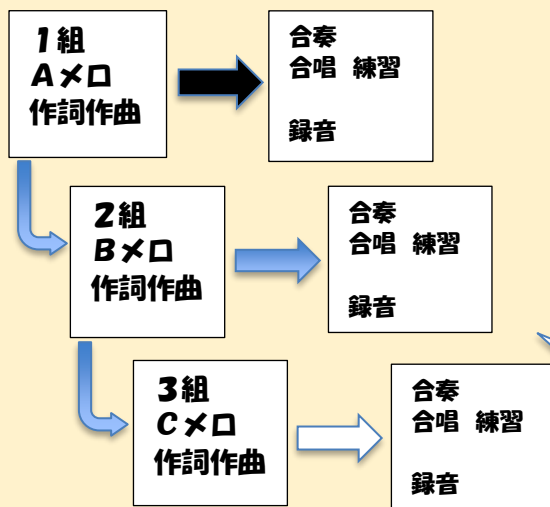 1組
Aメロ
作詞作曲
合奏
合唱 練習
録音
2組
Bメロ
作詞作曲
合奏
合唱 練習
録音
3組
Cメロ
作詞作曲
合奏
合唱 練習
録音